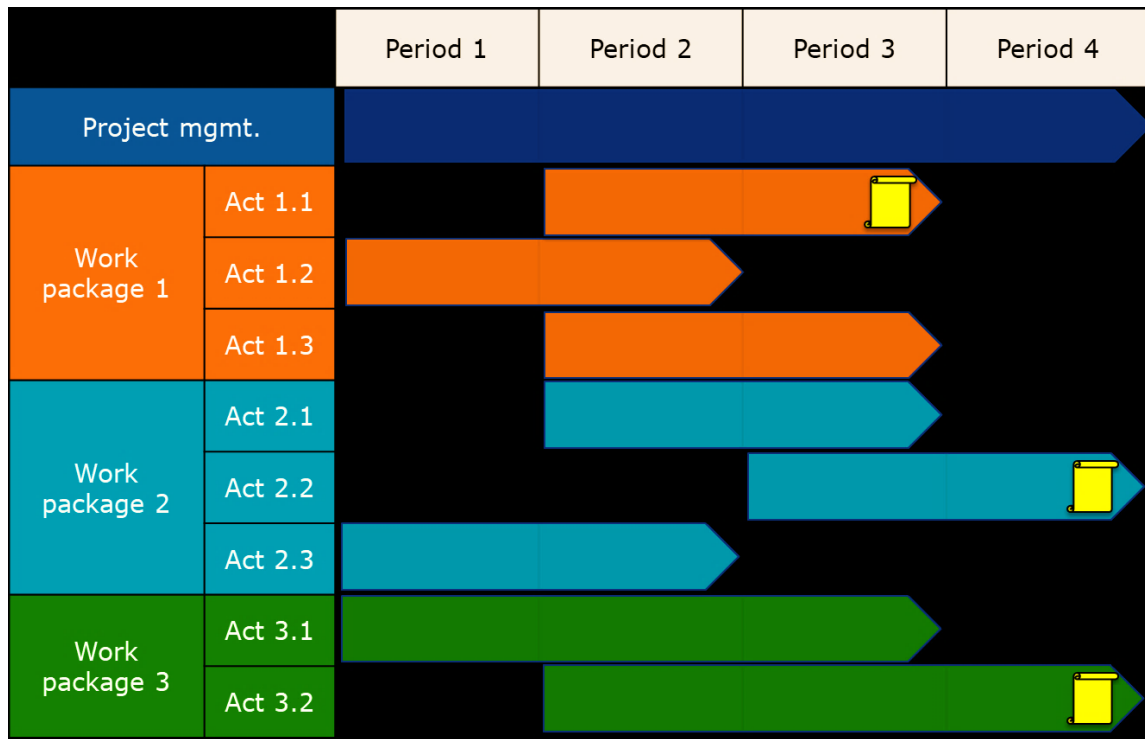 Period 1
Period 2
Period 3
Period 4
Project mgmt.
Work
package 1
Act 1.1
Act 1.2
Act 1.3
Work
package 2
Act 2.1
Act 2.2
Act 2.3
Work
package 3
Act 3.1
Act 3.2